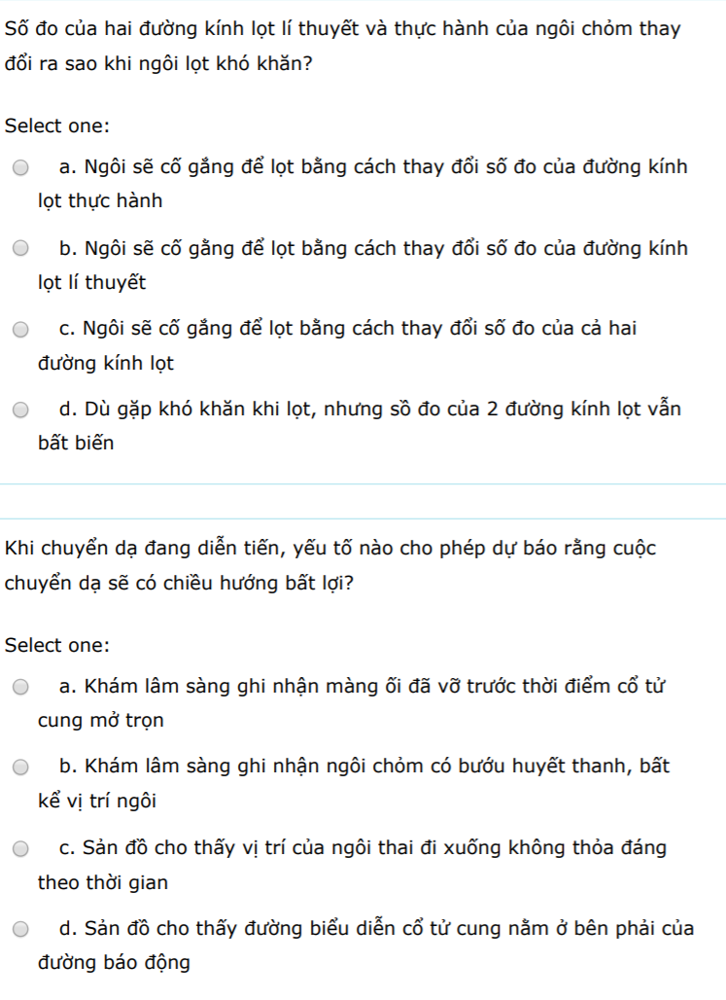 Số đo của hai đường kính lọt lí thuyết và thực hành của ngôi chỏm thay
đổi ra sao khi ngôi lọt khó khăn?
Select one:
a. Ngôi sẽ cố gắng để lọt bằng cách thay đổi số đo của đường kính
lọt thực hành
b. Ngôi sẽ cố gằng để lọt bằng cách thay đổi số đo của đường kính
lọt lí thuyết
c. Ngôi sẽ cố gắng để lọt bằng cách thay đổi số đo của cả hai
đường kính lọt
d. Dù gặp khó khăn khi lọt, nhưng sồ đo của 2 đường kính lọt vẫn
bất biến
Khi chuyển dạ đang diễn tiến, yếu tố nào cho phép dự báo rằng cuộc
chuyển dạ sẽ có chiều hướng bất lợi?
Select one:
a. Khám lâm sàng ghi nhận màng ối đã vỡ trước thời điểm cổ tử
cung mở trọn
b. Khám lâm sàng ghi nhận ngôi chỏm có bướu huyết thanh, bất
kể vị trí ngôi
c. Sản đồ cho thấy vị trí của ngôi thai đi xuống không thỏa đáng
theo thời gian
d. Sản đồ cho thấy đường biểu diễn cổ tử cung nằm ở bên phải của
đường báo động